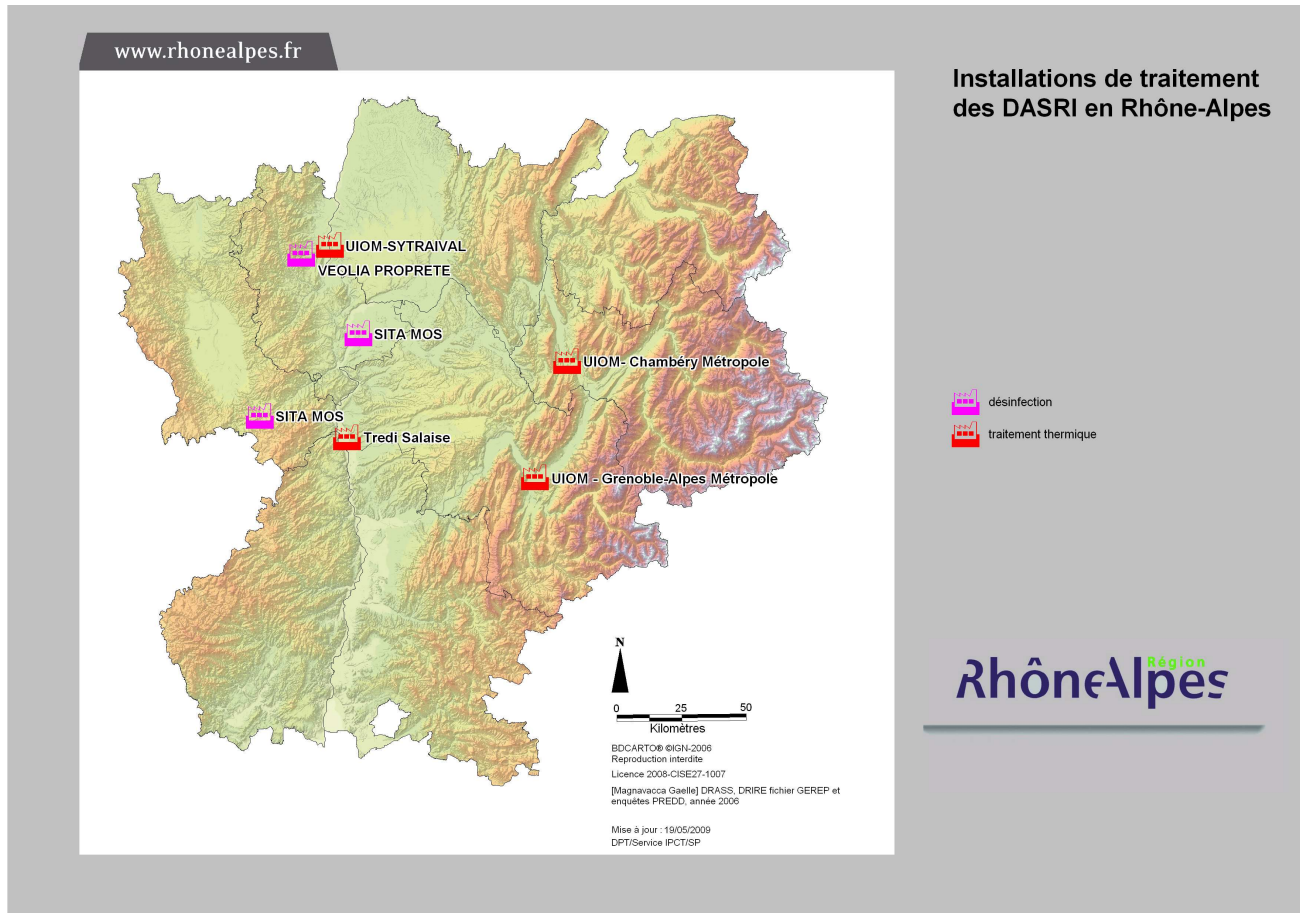 www.rhonealpes.fr
Installations de traitement
des DASRI en Rhône-Alpes
UIOM-SYTRAIVAL
VEOLIA PROPRETE
SITA MOS
UIOM- Chambéry Métropole
SITA MOS
Tredi Salaise
UIOM - Grenoble-Alpes Métropole
désinfection
traitement thermique
N
0 25 50
Kilomètres
BDCARTO® ©IGN-2006
Reproduction interdite
Licence 2008-CISE27-1007
[Magnavacca Gaelle] DRASS, DRIRE fichier GEREP et
enquêtes PREDD, année 2006
Mise à jour : 19/05/2009
DPT/Service IPCT/SP
Région
RhôneAlpes